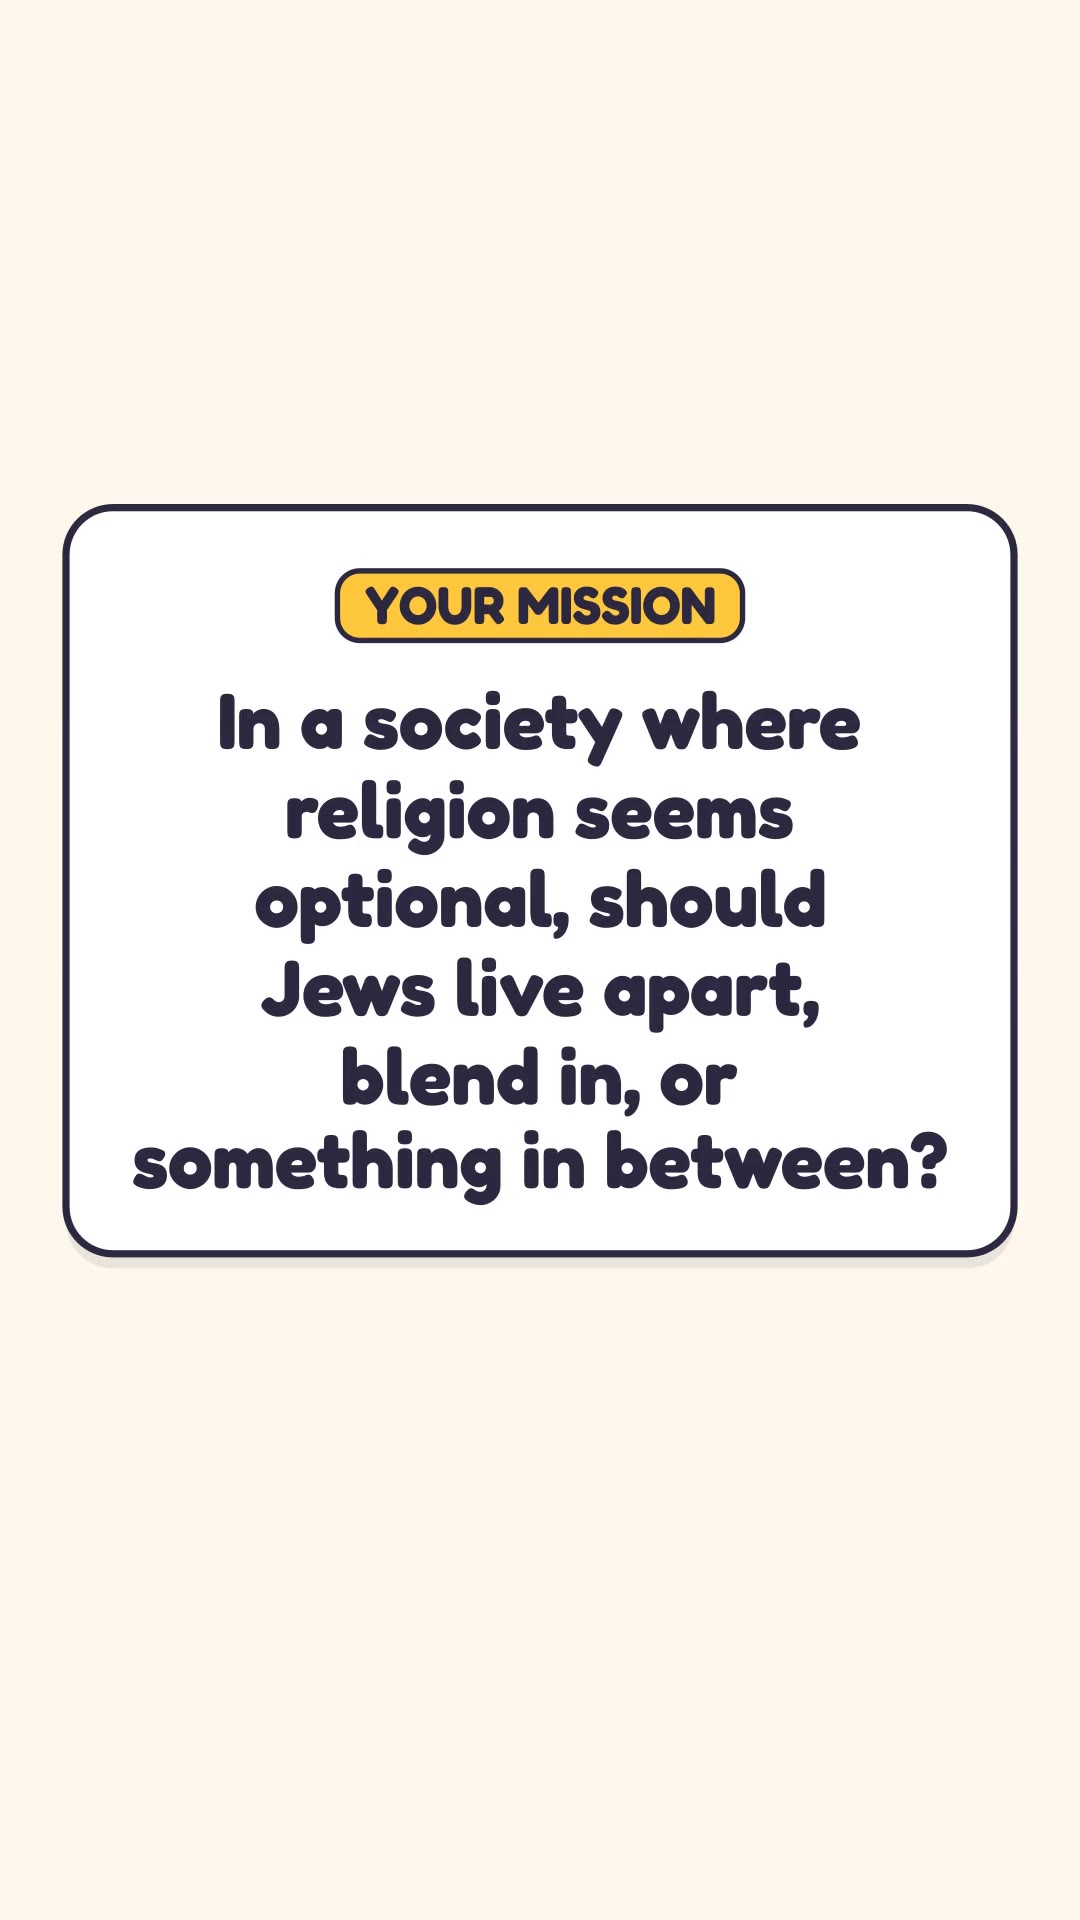 YOUR MISSION
In a society where
religion seems
optional, should
Jews live apart,
blend in, or
something in between?